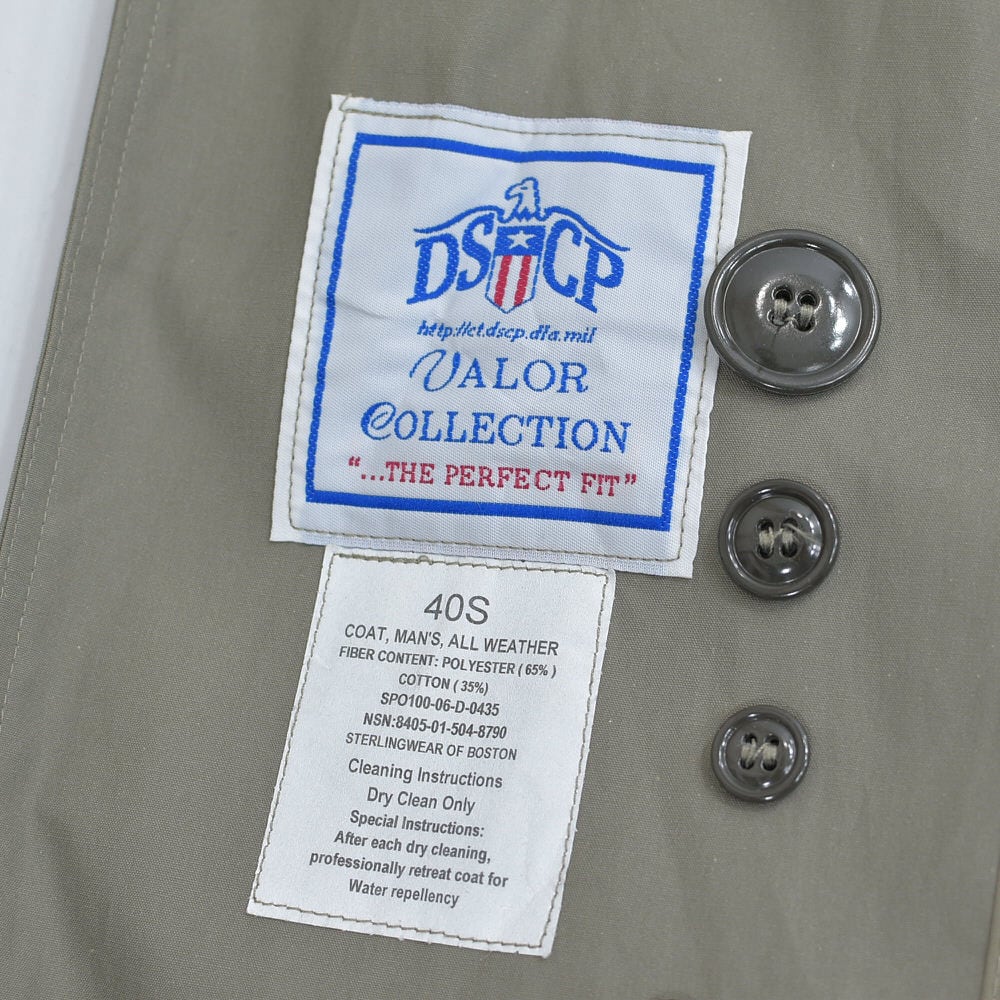 DSCP
http://ct.dscp.dla.mil
VALOR
COLLECTION
"...THE PERFECT FIT"
40S
COAT, MAN'S, ALL WEATHER
FIBER CONTENT: POLYESTER ( 65% )
COTTON ( 35%)
SPO100-06-D-0435
NSN:8405-01-504-8790
STERLINGWEAR OF BOSTON
Cleaning Instructions
Dry Clean Only
Special Instructions:
After each dry cleaning,
professionally retreat coat for
Water repellency